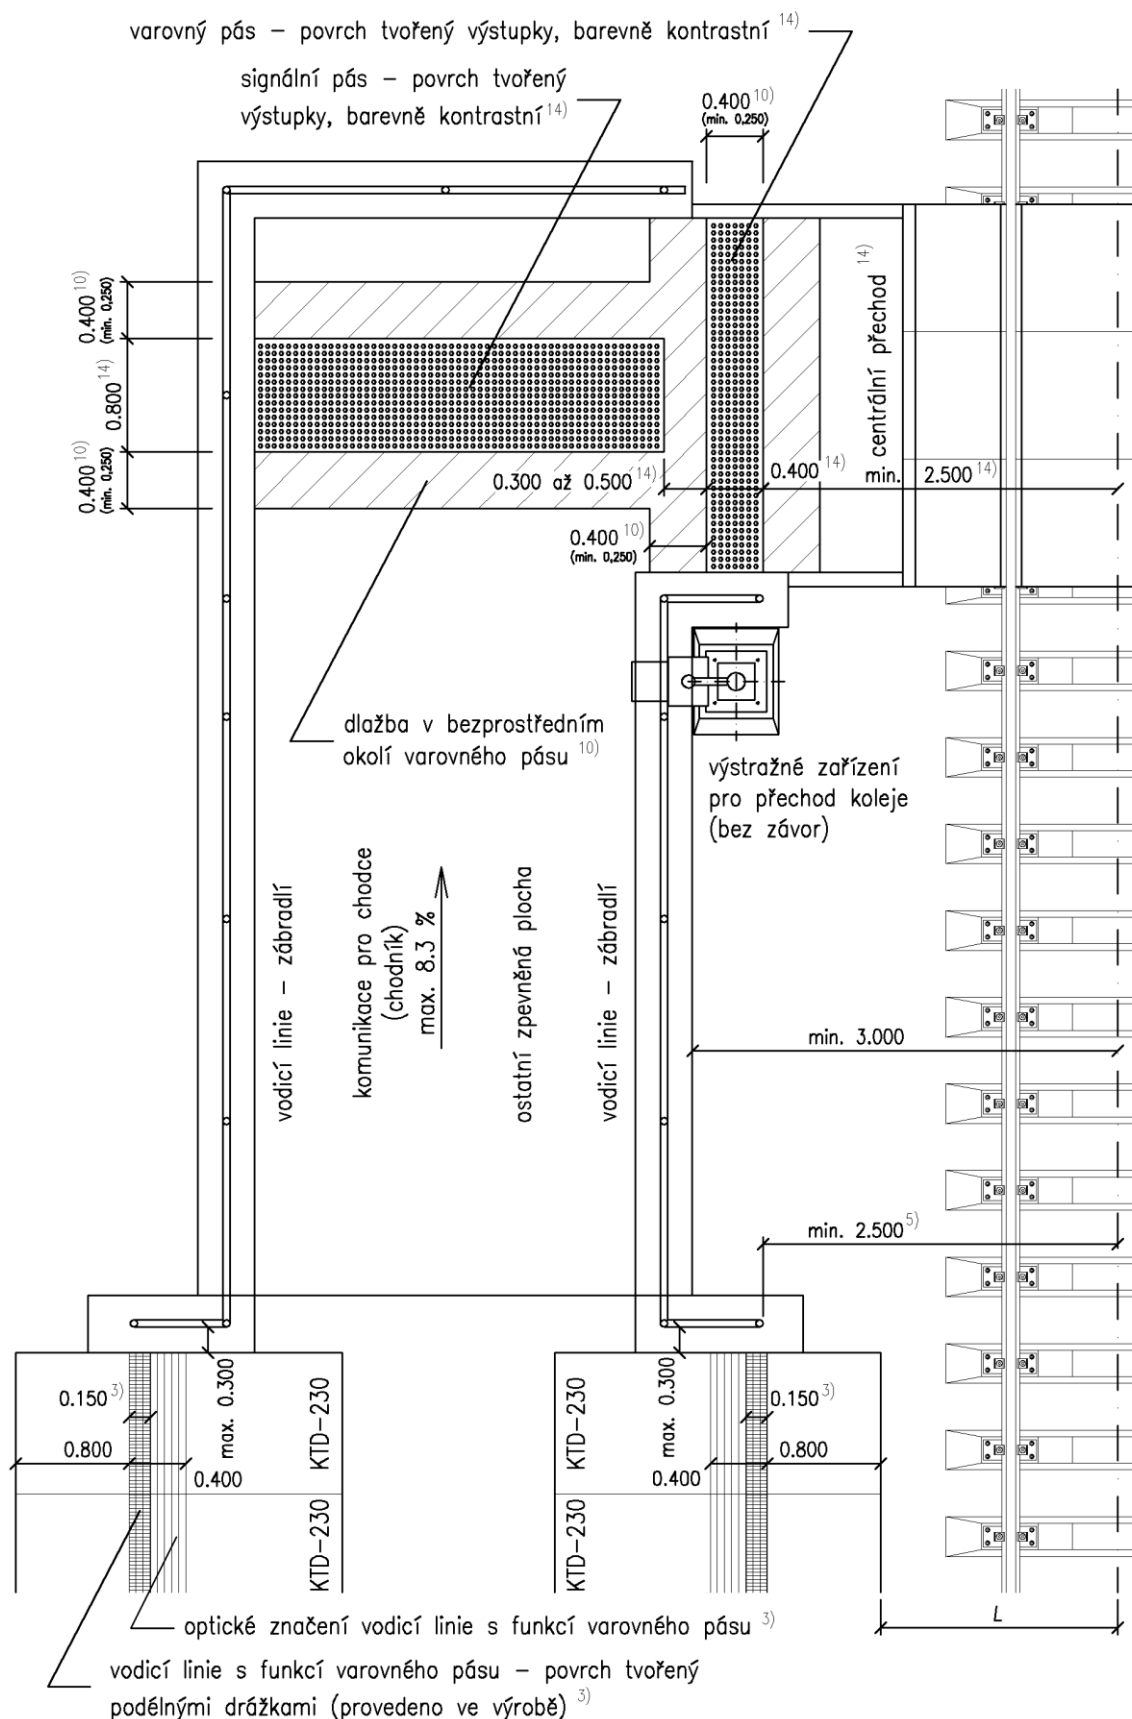 varovný pás – povrch tvořený výstupky, barevně kontrastní 14)
signální pás – povrch tvořený
výstupky, barevně kontrastní 14)
0.400 10)
(min. 0,250)
0.400 10)
(min. 0,250)
0.800 14)
0.400 10)
(min. 0,250)
centrální přechod 14)
0.300 až 0.500 14)
0.400 14)
min. 2.500 14)
0.400 10)
(min. 0,250)
dlažba v bezprostředním
okolí varovného pásu 10)
výstražné zařízení
pro přechod koleje
(bez závor)
vodicí linie – zábradlí
komunikace pro chodce
(chodník)
max. 8.3 %
ostatní zpevněná plocha
vodicí linie – zábradlí
min. 3.000
min. 2.500 5)
0.150 3)
max. 0.300
KTD-230
0.800
0.400
KTD-230
KTD-230
max. 0.300
0.150 3)
0.400
0.800
KTD-230
L
optické značení vodicí linie s funkcí varovného pásu 3)
vodicí linie s funkcí varovného pásu – povrch tvořený
podélnými drážkami (provedeno ve výrobě) 3)